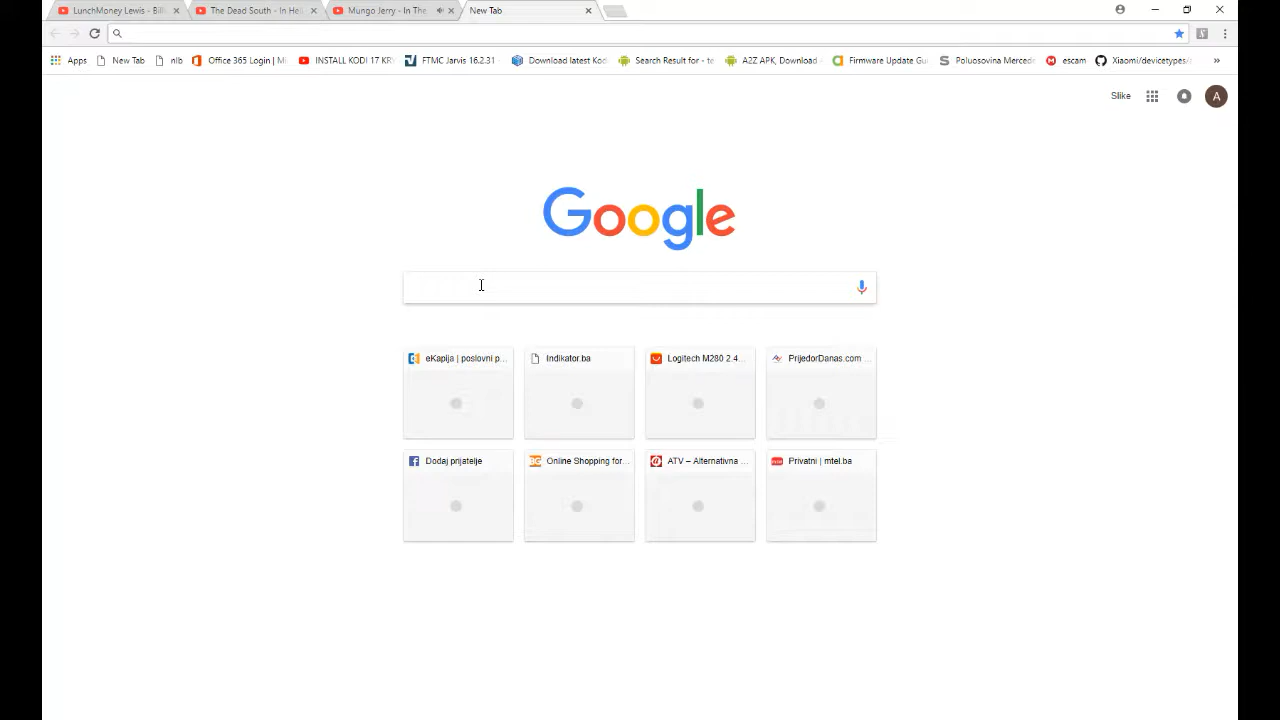 LunchMoney Lewis - Bill
The Dead South - In Hel
Mungo Jerry - In The
New Tab
Apps
New Tab
nlb
Office 365 Login | Mi
INSTALL KODI 17 KR
FTMC Jarvis 16.2.31
Download latest Kod
Search Result for - te
A2Z APK, Download
Firmware Update Gu
Poluosovina Mercede
escam
Xiaomi/devicetypes/
»
Slike
A
Google
eKapija | poslovni p...
Indikator.ba
Logitech M280 2.4...
PrijedorDanas.com ...
Dodaj prijatelje
Online Shopping for...
ATV – Alternativna ...
Privatni | mtel.ba